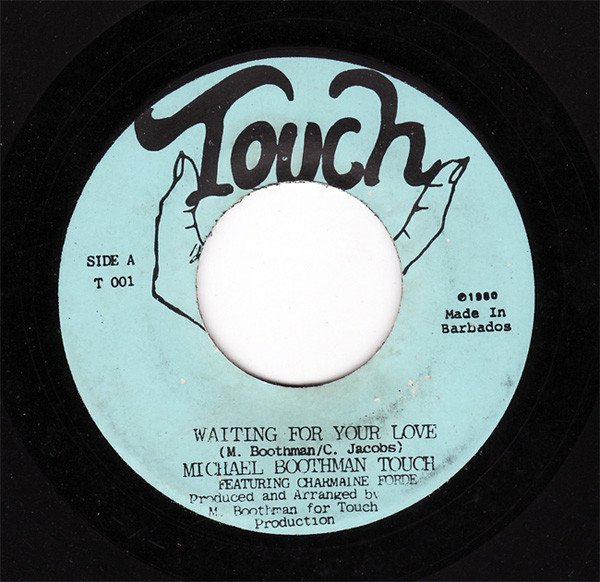 Touch
SIDE A
T 001
©1980
Made In
Barbados
WAITING FOR YOUR LOVE
(M. Boothman/C. Jacobs)
MICHAEL BOOTHMAN TOUCH
FEATURING CHARMAINE FORDE
Produced and Arranged by
M. Boothman for Touch
Production